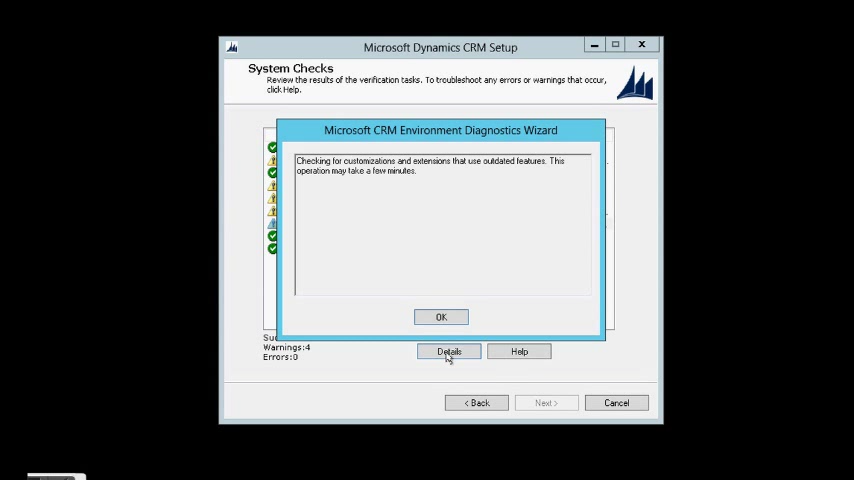 Microsoft Dynamics CRM Setup
System Checks
Review the results of the verification tasks. To troubleshoot any errors or warnings that occur,
click Help.
Microsoft CRM Environment Diagnostics Wizard
Checking for customizations and extensions that use outdated features. This
operation may take a few minutes.
OK
Warnings:4
Errors:0
Details
Help
< Back
Next >
Cancel